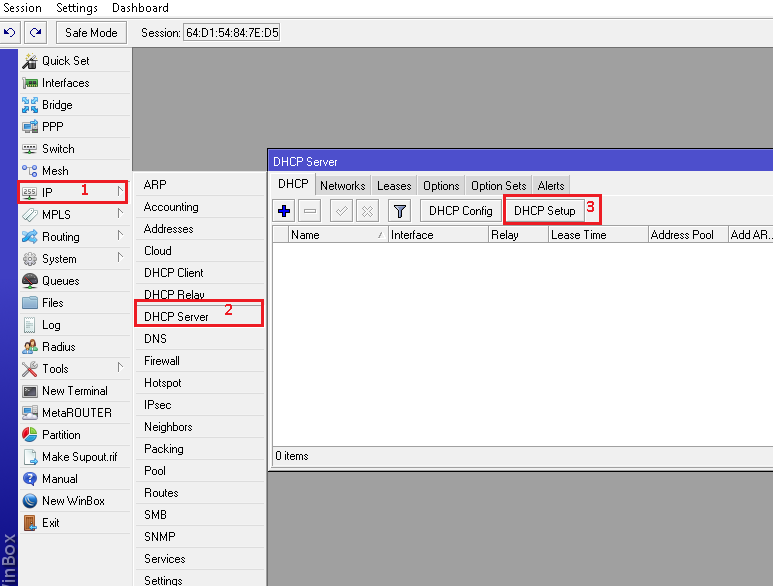 Session Settings Dashboard
Safe Mode Session: 64:D1:54:84:7E:D5
Quick Set
Interfaces
Bridge
PPP
Switch
Mesh
IP 1
MPLS
Routing
System
Queues
Files
Log
Radius
Tools
New Terminal
MetaROUTER
Partition
Make Supout.rif
Manual
New WinBox
Exit
ARP
Accounting
Addresses
Cloud
DHCP Client
DHCP Relay
DHCP Server 2
DNS
Firewall
Hotspot
IPsec
Neighbors
Packing
Pool
Routes
SMB
SNMP
Services
Settings
DHCP Server
DHCP Networks Leases Options Option Sets Alerts
DHCP Config DHCP Setup 3
Name Interface Relay Lease Time Address Pool Add AR...
0 items
inBox